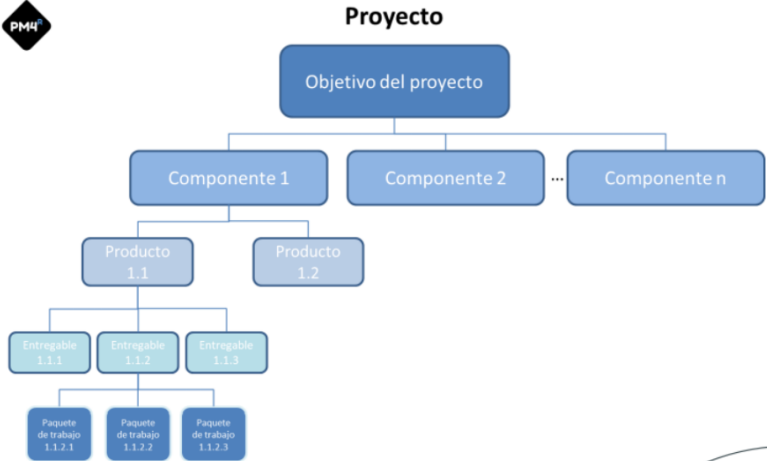 PM4R
Proyecto
Objetivo del proyecto
Componente 1
Componente 2
...
Componente n
Producto
1.1
Producto
1.2
Entregable
1.1.1
Entregable
1.1.2
Entregable
1.1.3
Paquete
de trabajo
1.1.2.1
Paquete
de trabajo
1.1.2.2
Paquete
de trabajo
1.1.2.3